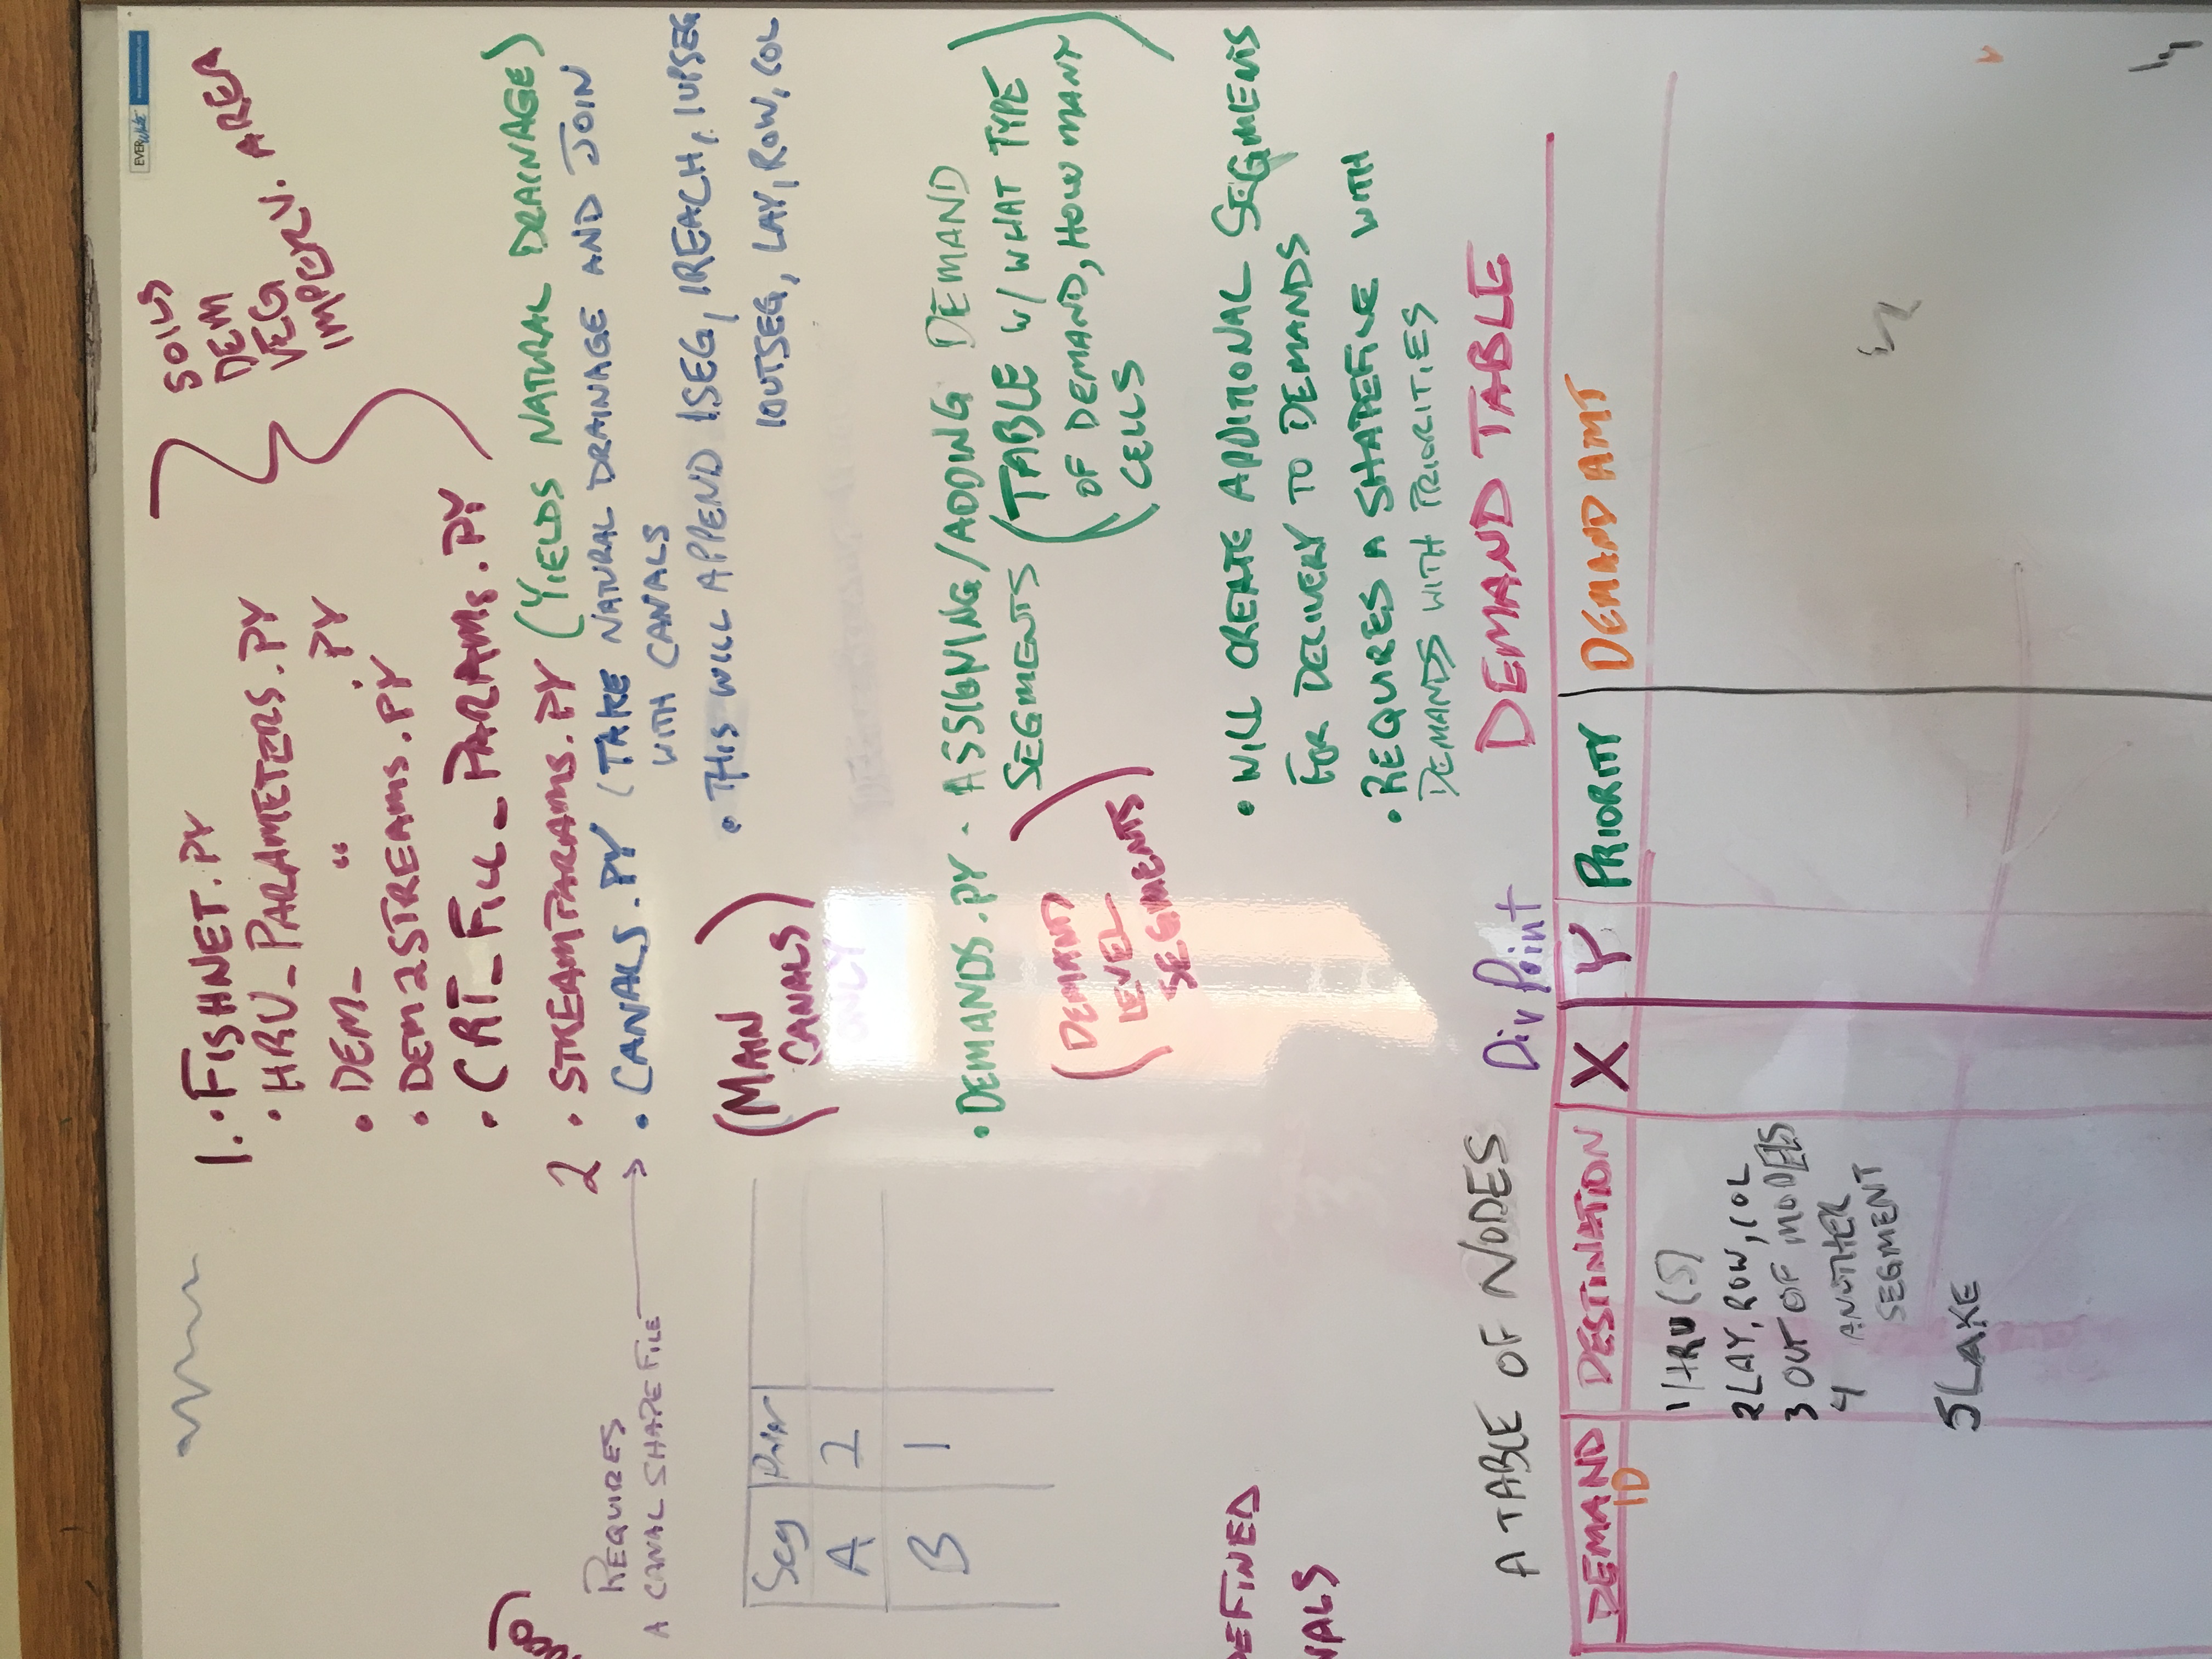 EVERWhite www.everwhiteboards.com
1. • FISHNET.PY
• HRU_PARAMETERS.PY
• DEM_ " .PY
• DEM2STREAMS.PY
• CRT_FILL_PARAMS.PY
SOILS
DEM
VEG
IMPERV. AREA
000)
2 • STREAMPARAMS.PY (YIELDS NATURAL DRAINAGE)
REQUIRES
A CANAL SHAPEFILE
• CANALS.PY (TAKE NATURAL DRAINAGE AND JOIN
WITH CANALS
• THIS WILL APPEND ISEG, IREACH, IUPSEG
IOUTSEG, LAY, ROW, COL
(MAIN
CANALS)
ONLY
Seg
A 2
B 1
• DEMANDS.PY - ASSIGNING/ADDING DEMAND
SEGMENTS (TABLE W/ WHAT TYPE
OF DEMAND, HOW MANY
CELLS)
(DEMAND
LEVEL
SEGMENTS)
EFINED
NALS
• WILL CREATE ADDITIONAL SEGMENTS
FOR DELIVERY TO DEMANDS
• REQUIRES A SHAPEFILE WITH
DEMANDS WITH PRIORITIES
A TABLE OF NODES Div Point DEMAND TABLE
DEMAND ID DESTINATION X Y PRIORITY DEMAND AMT
1 HRU(S)
2 LAY, ROW, COL
3 OUT OF MODELS
4 ANOTHER
SEGMENT
5 LAKE